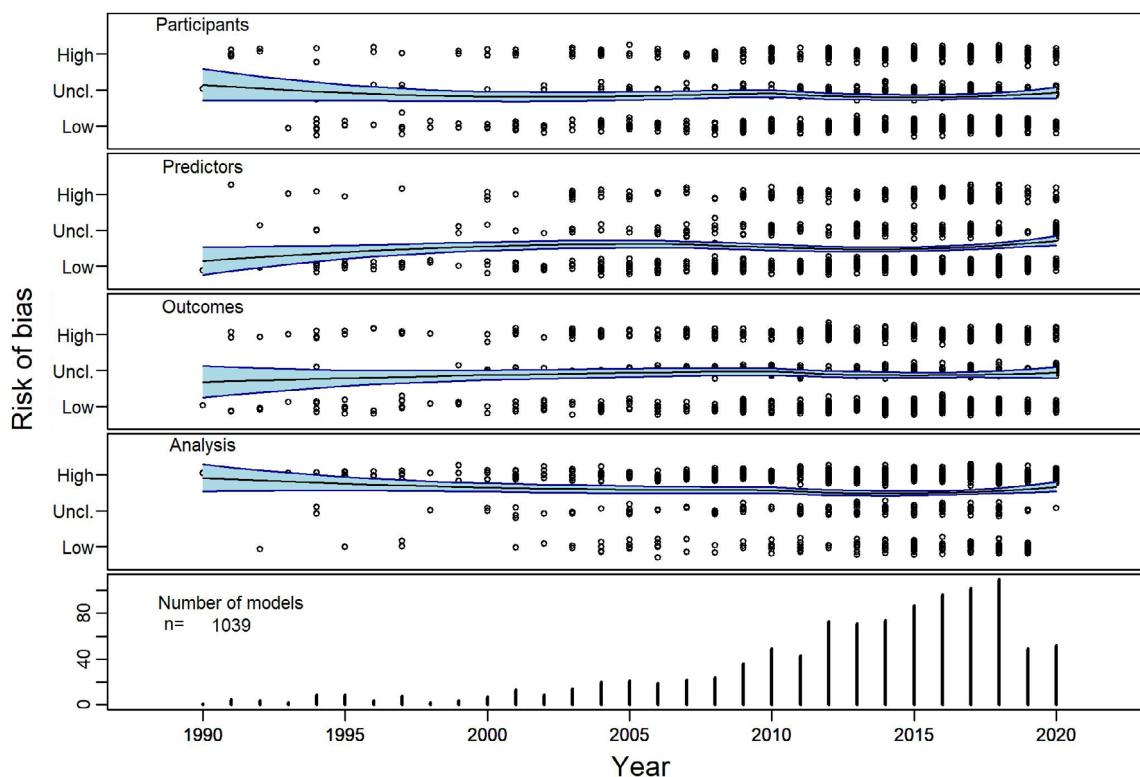 Participants
High
Uncl.
Low
Predictors
High
Uncl.
Low
Outcomes
High
Uncl.
Low
Analysis
High
Uncl.
Low
Risk of bias
Number of models
n= 1039
80
40
0
1990 1995 2000 2005 2010 2015 2020
Year